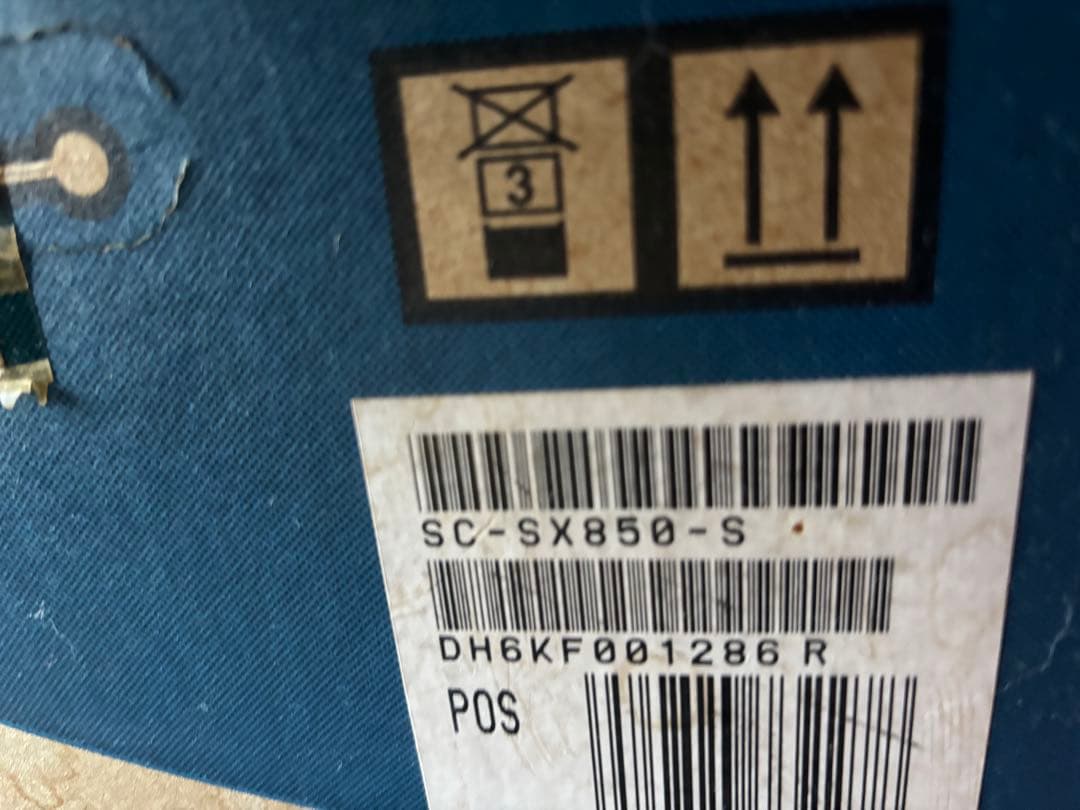 3
SC-SX850-S
DH6KF001286 R
POS